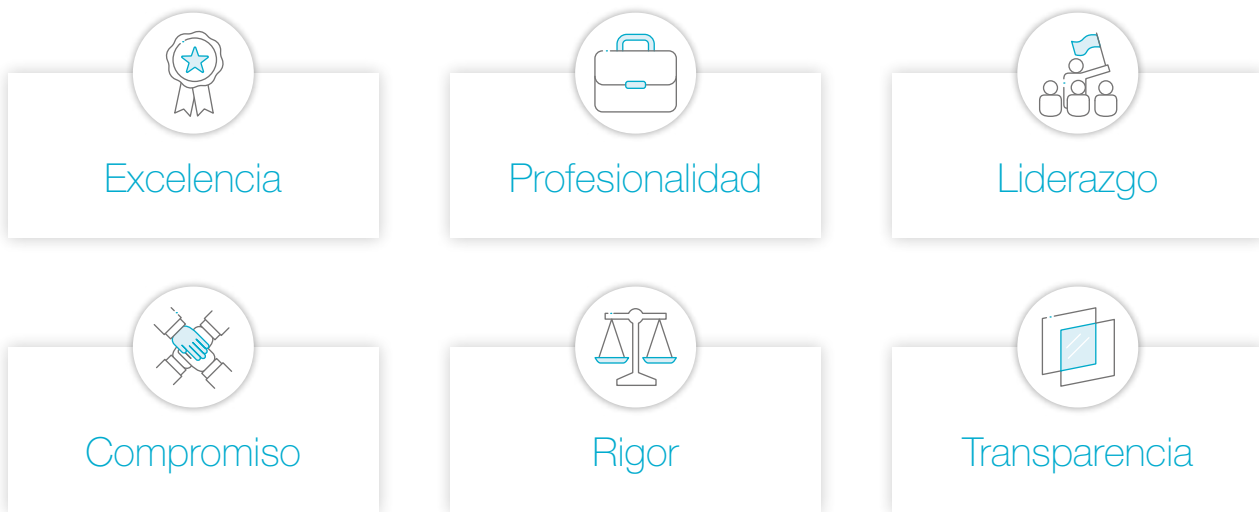 Excelencia
Profesionalidad
Liderazgo
Compromiso
Rigor
Transparencia